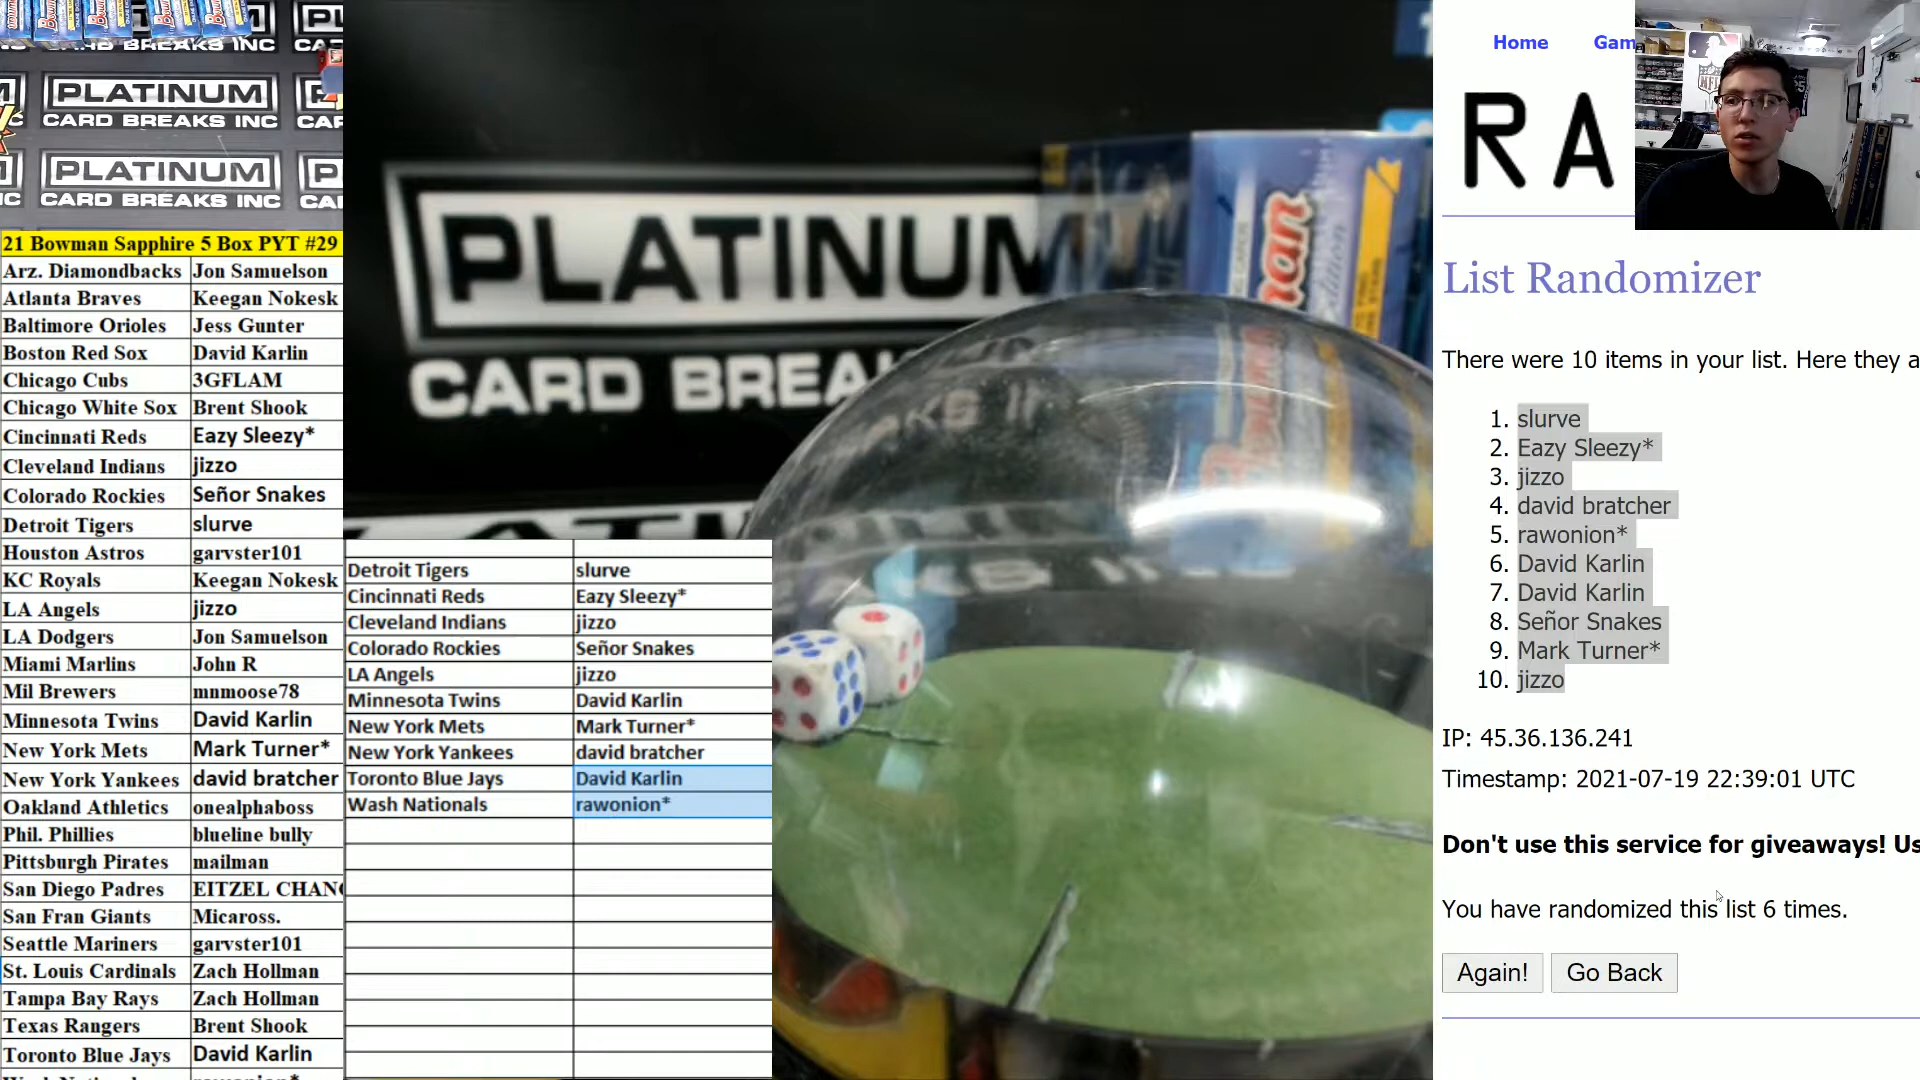 PLATINUM
CARD BREAKS INC
PLATINUM
CARD BREAKS INC
21 Bowman Sapphire 5 Box PYT #29
Arz. Diamondbacks Jon Samuelson
Atlanta Braves Keegan Nokesk
Baltimore Orioles Jess Gunter
Boston Red Sox David Karlin
Chicago Cubs 3GFLAM
Chicago White Sox Brent Shook
Cincinnati Reds Eazy Sleezy*
Cleveland Indians jizzo
Colorado Rockies Señor Snakes
Detroit Tigers slurve
Houston Astros garvster101
KC Royals Keegan Nokesk
LA Angels jizzo
LA Dodgers Jon Samuelson
Miami Marlins John R
Mil Brewers mnmoose78
Minnesota Twins David Karlin
New York Mets Mark Turner*
New York Yankees david bratcher
Oakland Athletics onealphaboss
Phil. Phillies blueline bully
Pittsburgh Pirates mailman
San Diego Padres EITZEL CHAN
San Fran Giants Micaross.
Seattle Mariners garvster101
St. Louis Cardinals Zach Hollman
Tampa Bay Rays Zach Hollman
Texas Rangers Brent Shook
Toronto Blue Jays David Karlin
PLATINUM
CARD BREA
Detroit Tigers slurve
Cincinnati Reds Eazy Sleezy*
Cleveland Indians jizzo
Colorado Rockies Señor Snakes
LA Angels jizzo
Minnesota Twins David Karlin
New York Mets Mark Turner*
New York Yankees david bratcher
Toronto Blue Jays David Karlin
Wash Nationals rawonion*
Home Gam
RA
List Randomizer
There were 10 items in your list. Here they a
1. slurve
2. Eazy Sleezy*
3. jizzo
4. david bratcher
5. rawonion*
6. David Karlin
7. David Karlin
8. Señor Snakes
9. Mark Turner*
10. jizzo
IP: 45.36.136.241
Timestamp: 2021-07-19 22:39:01 UTC
Don't use this service for giveaways! Us
You have randomized this list 6 times.
Again! Go Back